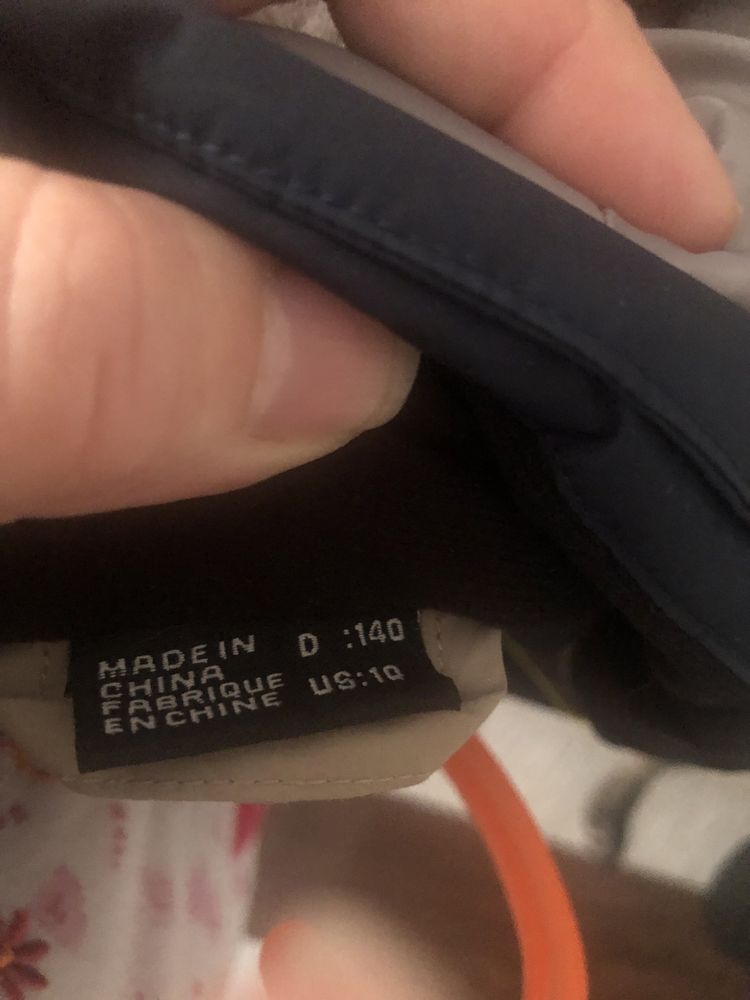 MADE IN
CHINA
FABRIQUE
EN CHINE
D :140
US:10